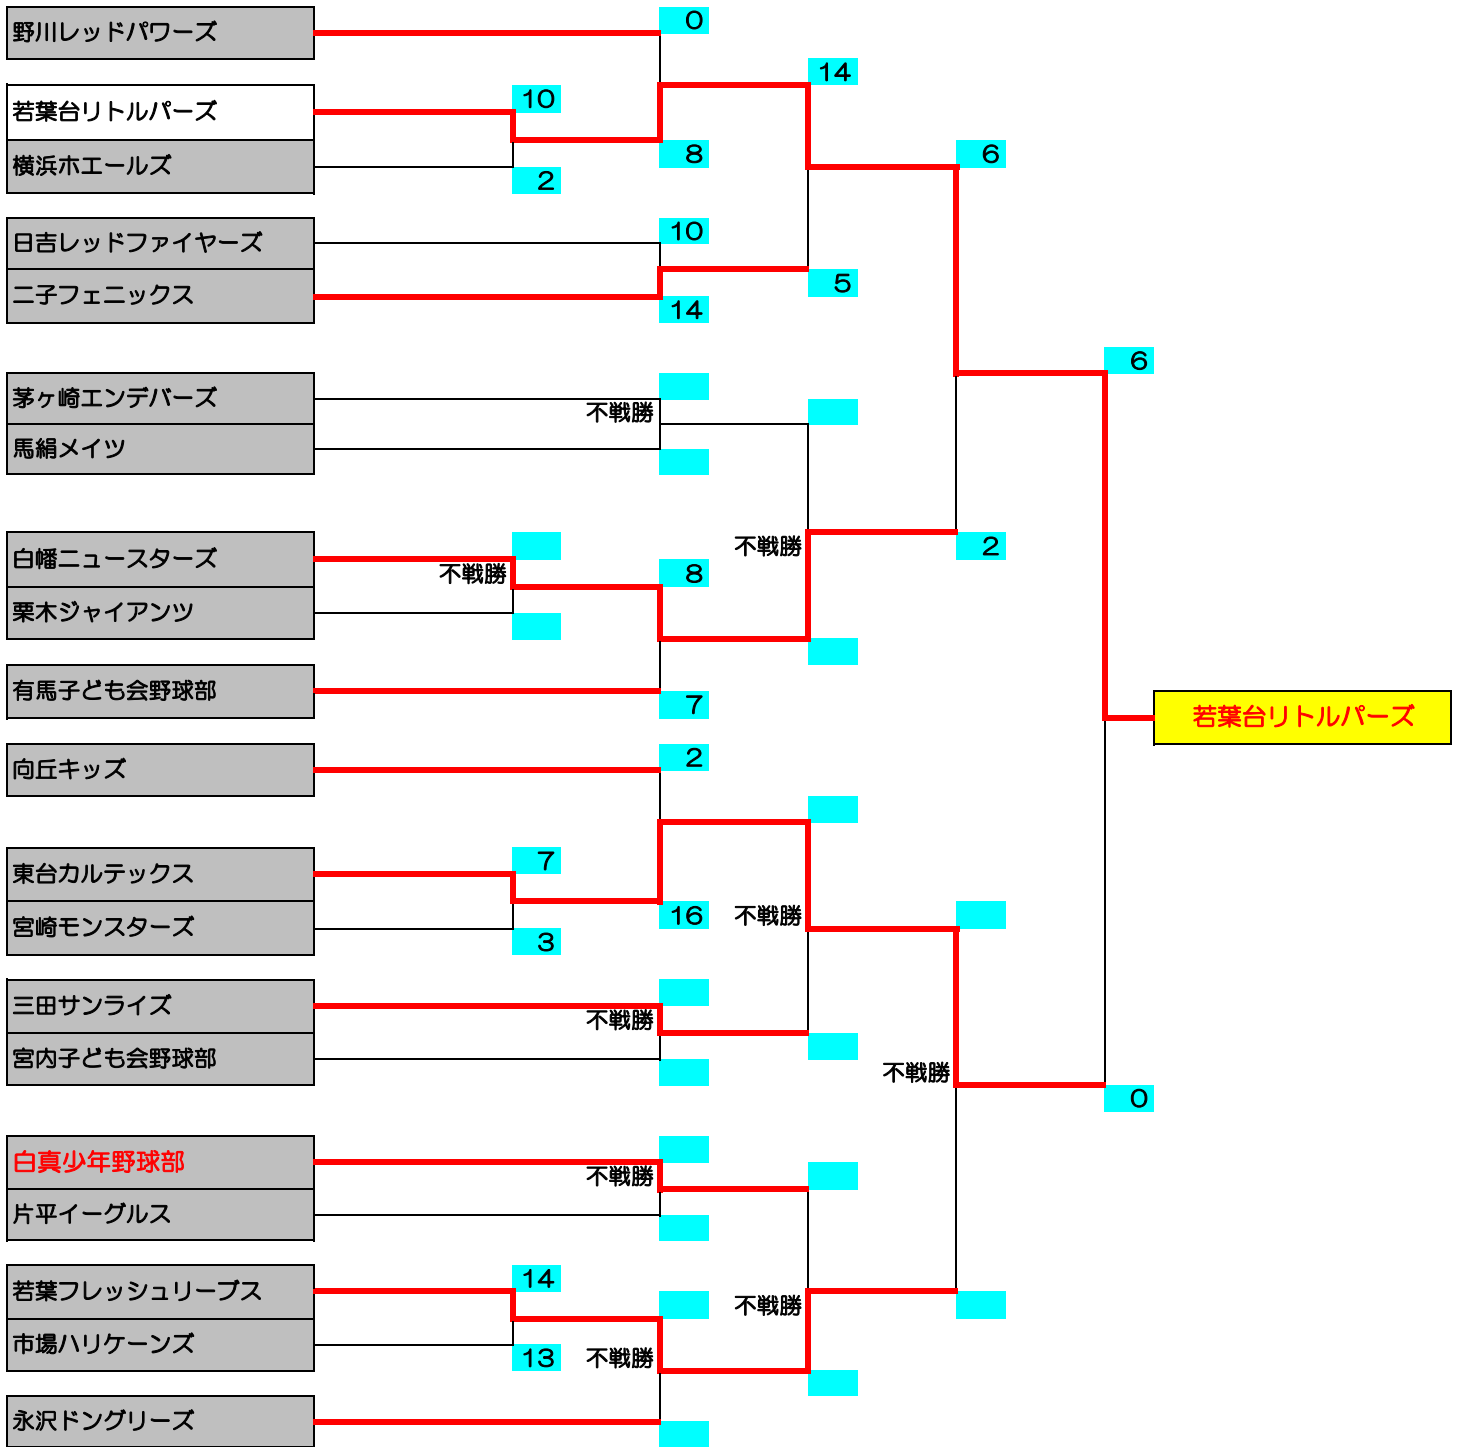 野川レッドパワーズ
0
14
若葉台リトルパーズ
10
横浜ホエールズ
2
8
6
日吉レッドファイヤーズ
10
二子フェニックス
14
5
6
茅ヶ崎エンデバーズ
不戦勝
馬絹メイツ
白幡ニュースターズ
不戦勝
8
不戦勝
2
栗木ジャイアンツ
有馬子ども会野球部
7
若葉台リトルパーズ
向丘キッズ
2
東台カルテックス
7
宮崎モンスターズ
3
16
不戦勝
三田サンライズ
不戦勝
宮内子ども会野球部
不戦勝
0
白真少年野球部
不戦勝
片平イーグルス
若葉フレッシュリーブス
14
不戦勝
市場ハリケーンズ
13
不戦勝
永沢ドングリーズ